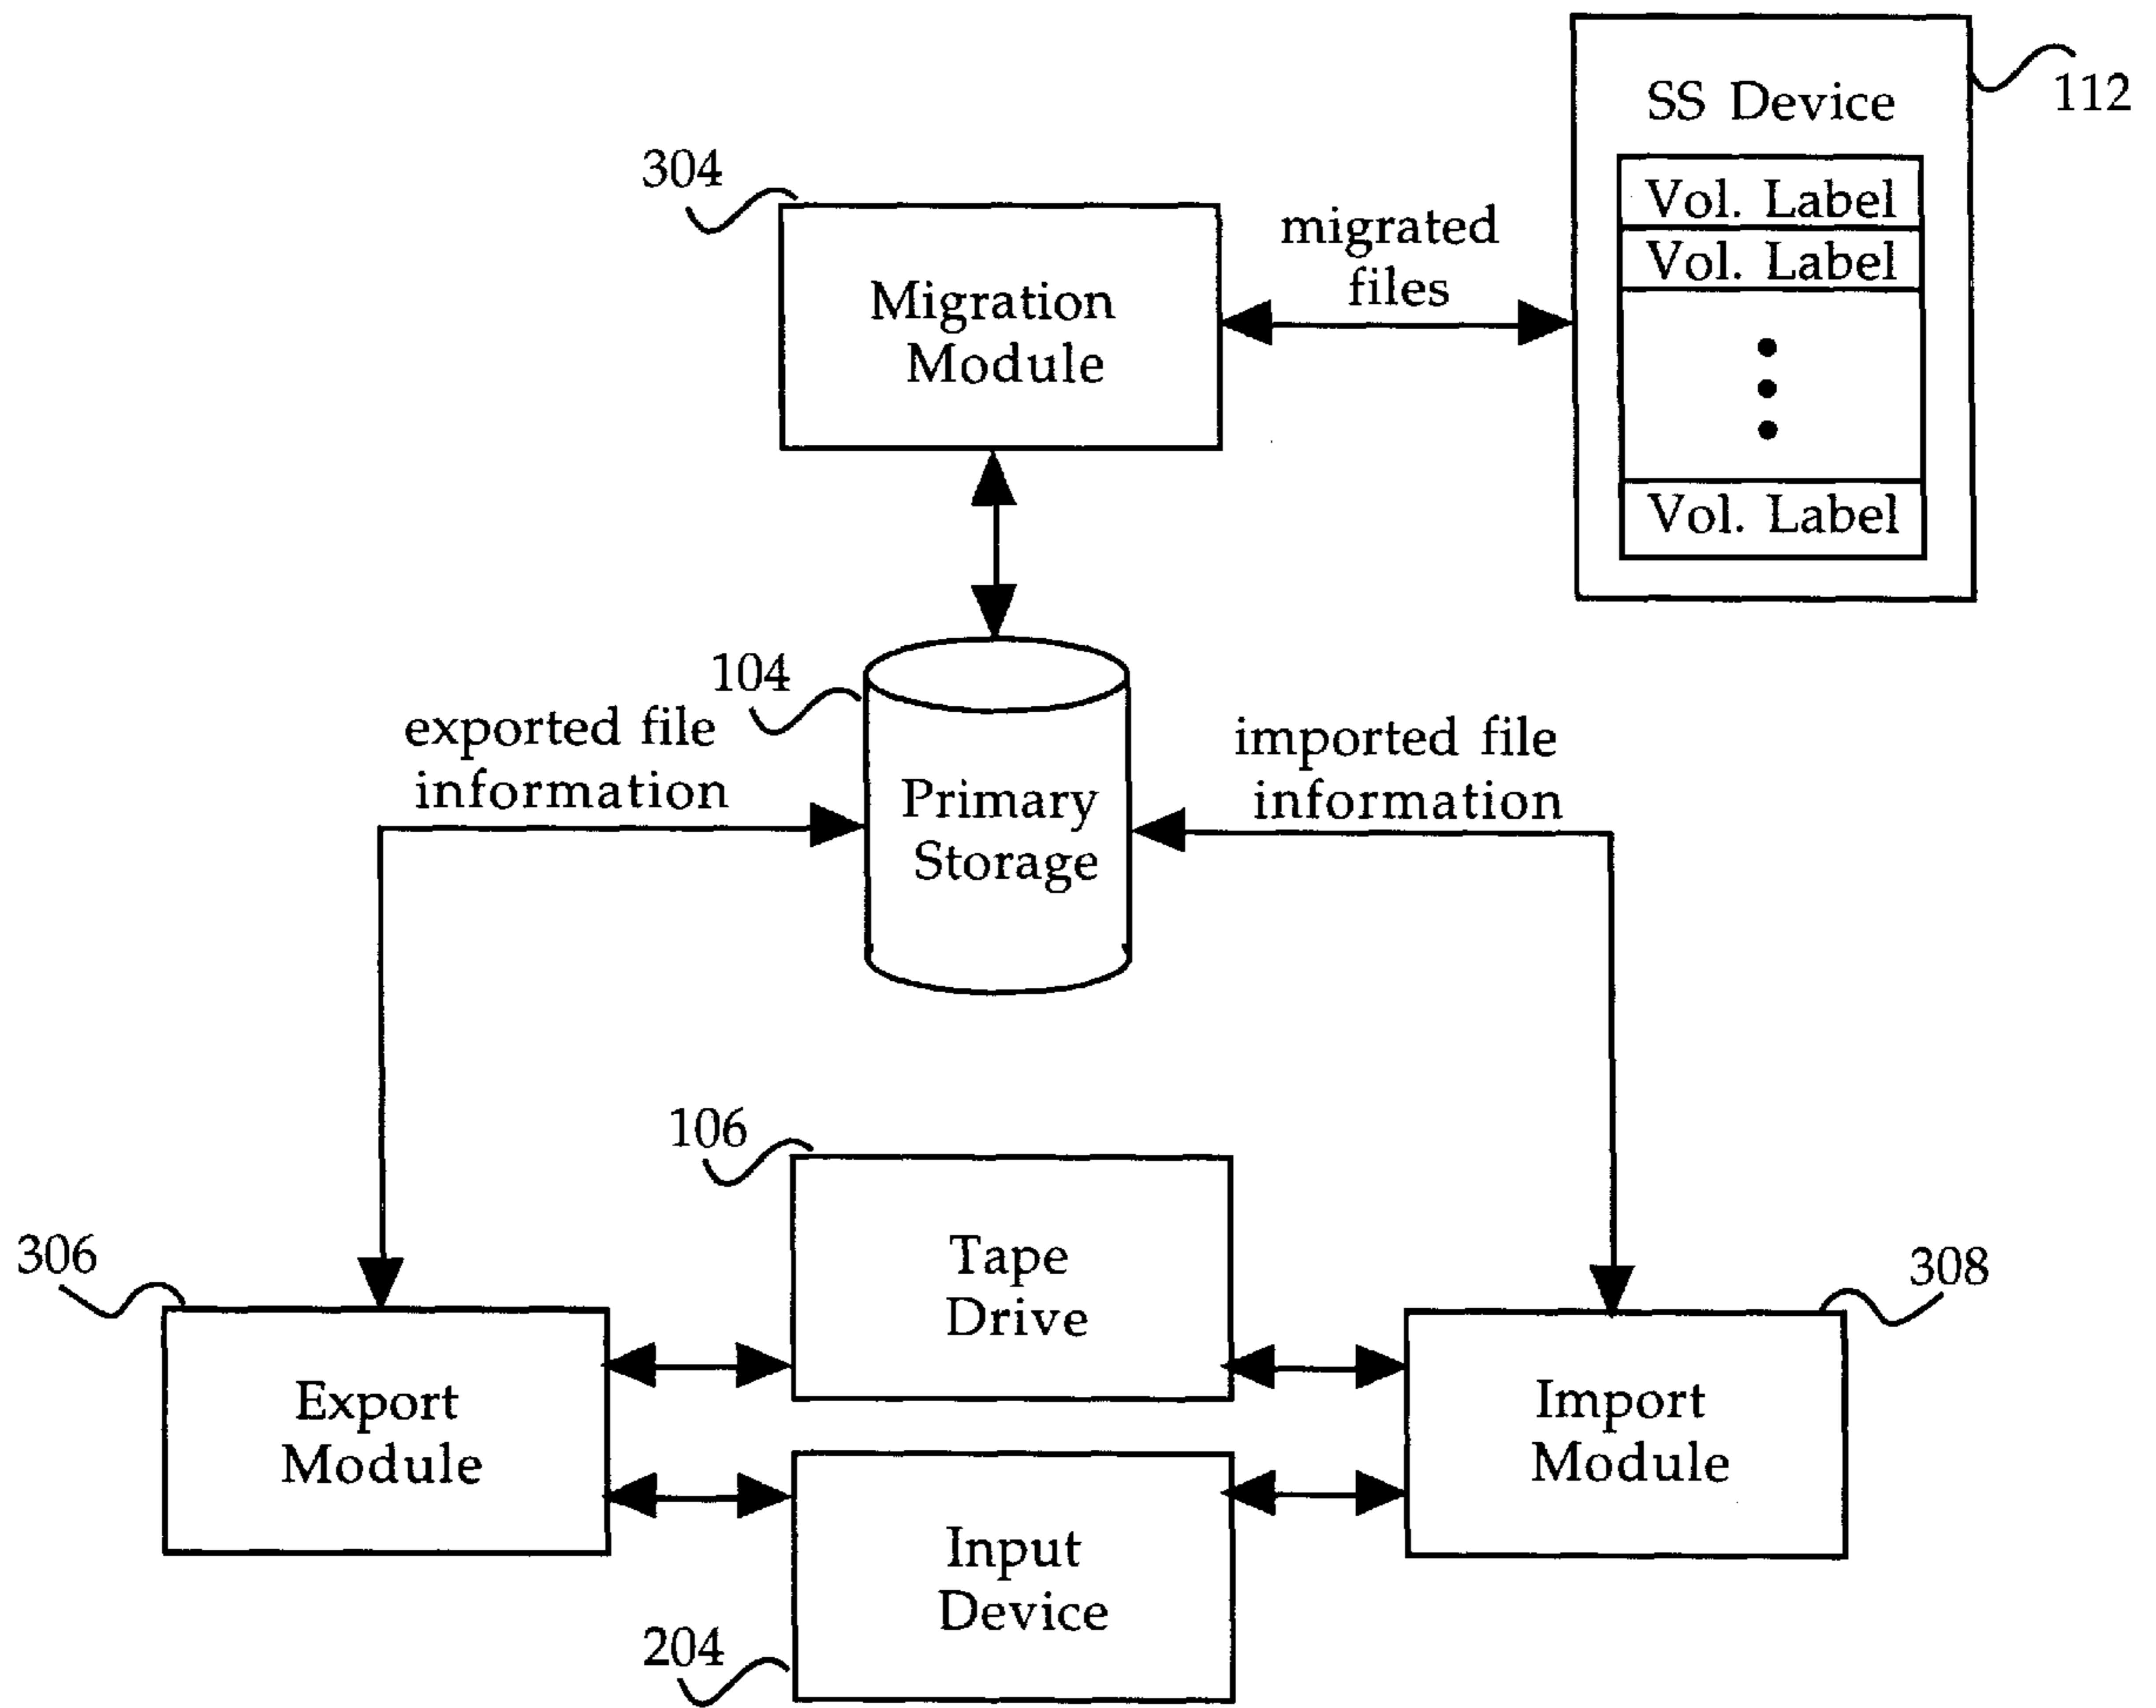 112
SS Device
Vol. Label
Vol. Label
Vol. Label
304
Migration
Module
migrated
files
104
exported file
information
Primary
Storage
imported file
information
106
Tape
Drive
306
Export
Module
308
Import
Module
Input
Device
204